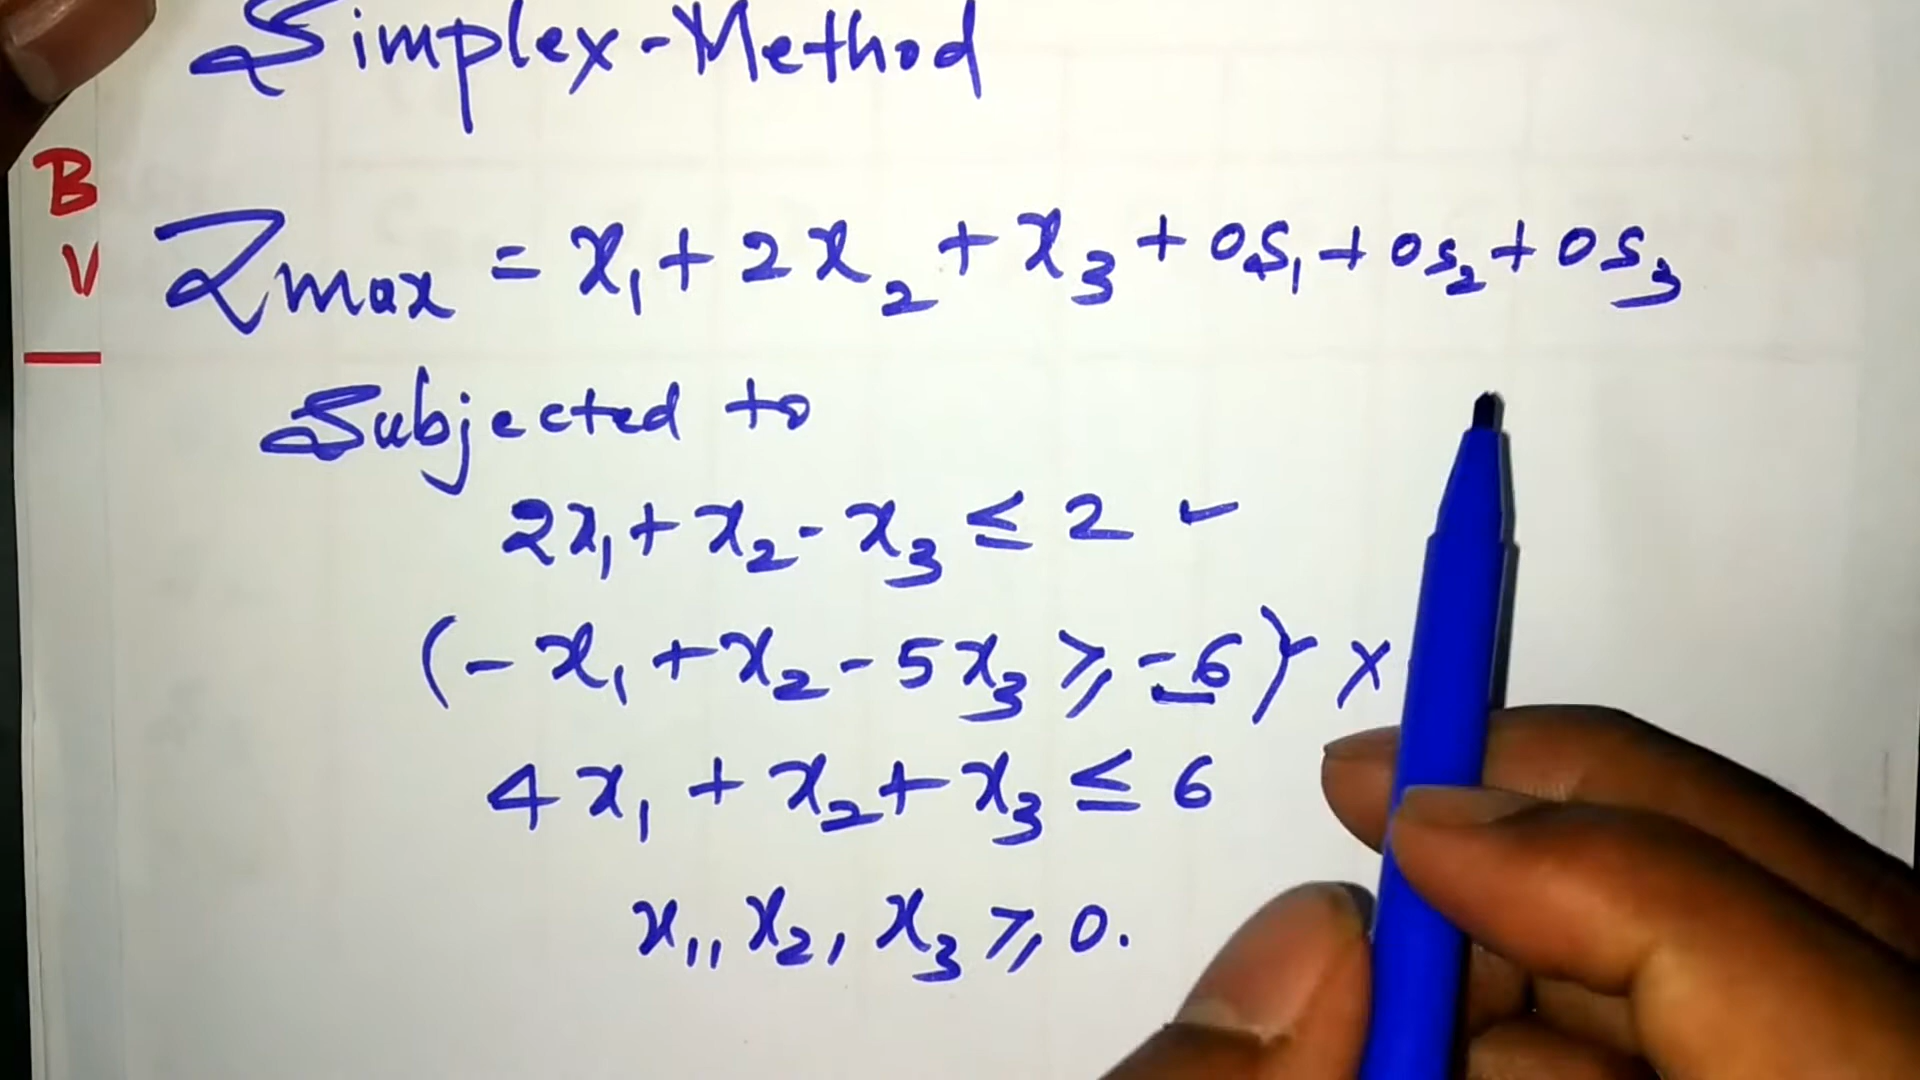 Simplex-Method
B
V
Zmax = x₁ + 2x₂ + x₃ + 0s₁ + 0s₂ + 0s₃
Subjected to
2x₁ + x₂ - x₃ ≤ 2 ✓
(-x₁ + x₂ - 5x₃ ≥ -6) x
4x₁ + x₂ + x₃ ≤ 6
x₁, x₂, x₃ ≥ 0.